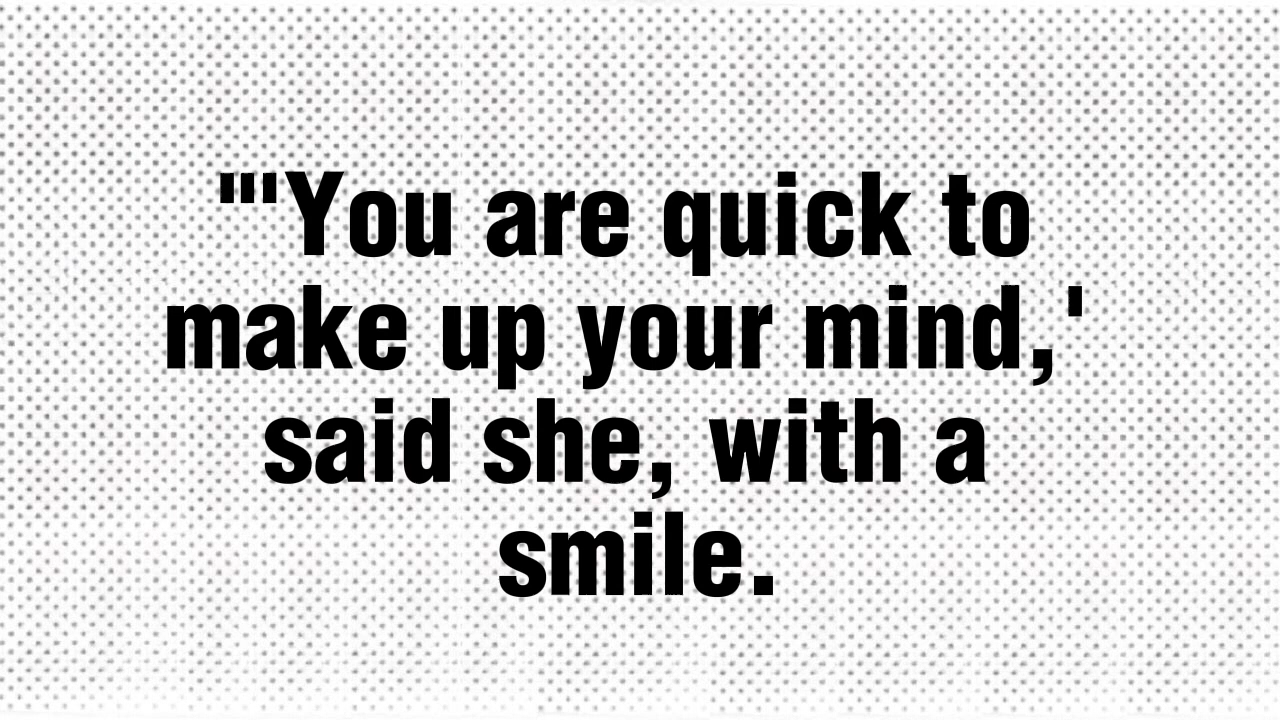 "'You are quick to
make up your mind,'
said she, with a
smile.